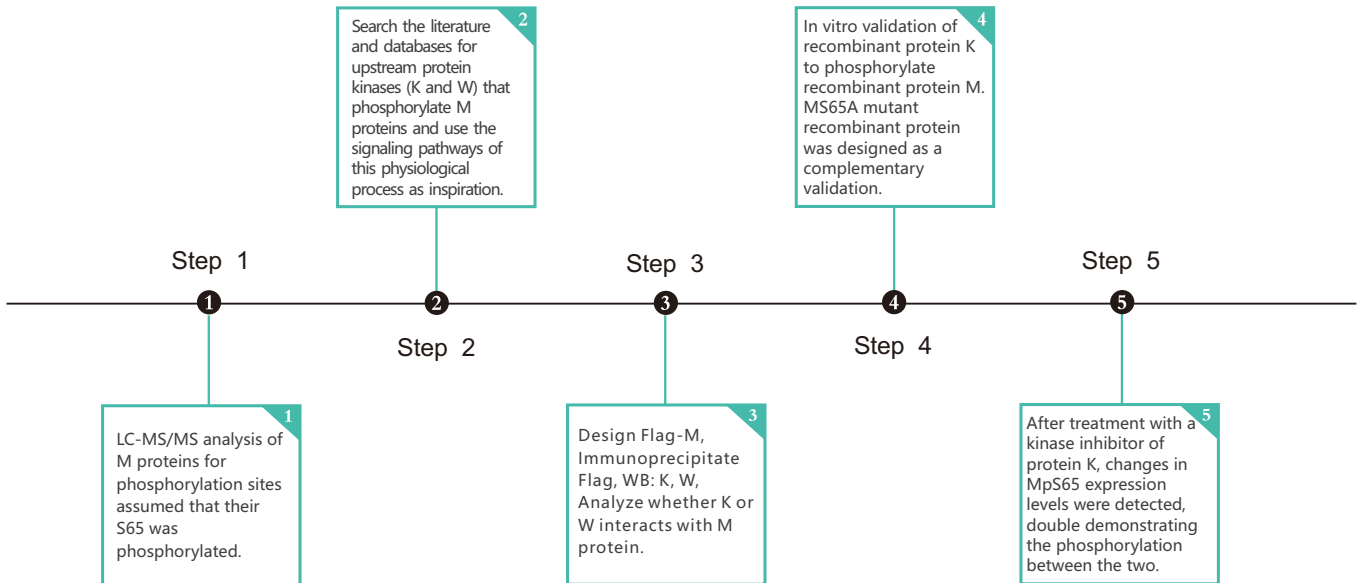 Step 1
1
1
LC-MS/MS analysis of
M proteins for
phosphorylation sites
assumed that their
S65 was
phosphorylated.
2
Search the literature
and databases for
upstream protein
kinases (K and W) that
phosphorylate M
proteins and use the
signaling pathways of
this physiological
process as inspiration.
2
Step 2
Step 3
3
3
Design Flag-M,
Immunoprecipitate
Flag, WB: K, W,
Analyze whether K or
W interacts with M
protein.
4
In vitro validation of
recombinant protein K
to phosphorylate
recombinant protein M.
MS65A mutant
recombinant protein
was designed as a
complementary
validation.
4
Step 4
Step 5
5
5
After treatment with a
kinase inhibitor of
protein K, changes in
MpS65 expression
levels were detected,
double demonstrating
the phosphorylation
between the two.